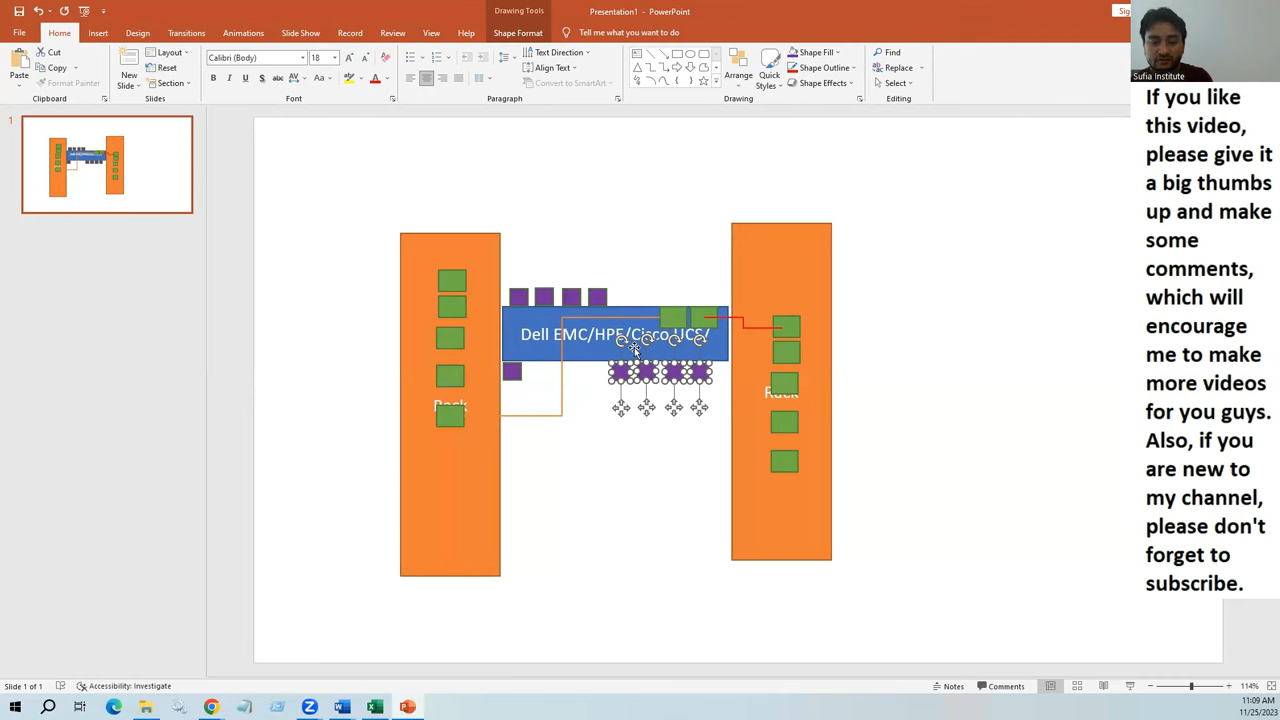 Drawing Tools
Presentation1 - PowerPoint
File
Home
Insert
Design
Transitions
Animations
Slide Show
Record
Review
View
Help
Shape Format
Tell me what you want to do
Paste
Cut
Copy
Format Painter
Clipboard
New Slide
Layout
Reset
Section
Slides
Calibri (Body)
18
Font
Text Direction
Align Text
Convert to SmartArt
Paragraph
Arrange
Quick Styles
Shape Fill
Shape Outline
Shape Effects
Drawing
Find
Replace
Select
Editing
Sufia Institute
1
Dell EMC/HPE/Cisco UCS/
If you like
this video,
please give it
a big thumbs
up and make
some
comments,
which will
encourage
me to make
more videos
for you guys.
Also, if you
are new to
my channel,
please don't
forget to
subscribe.
Slide 1 of 1
Accessibility: Investigate
Notes
Comments
114%
11:09 AM
11/25/2023